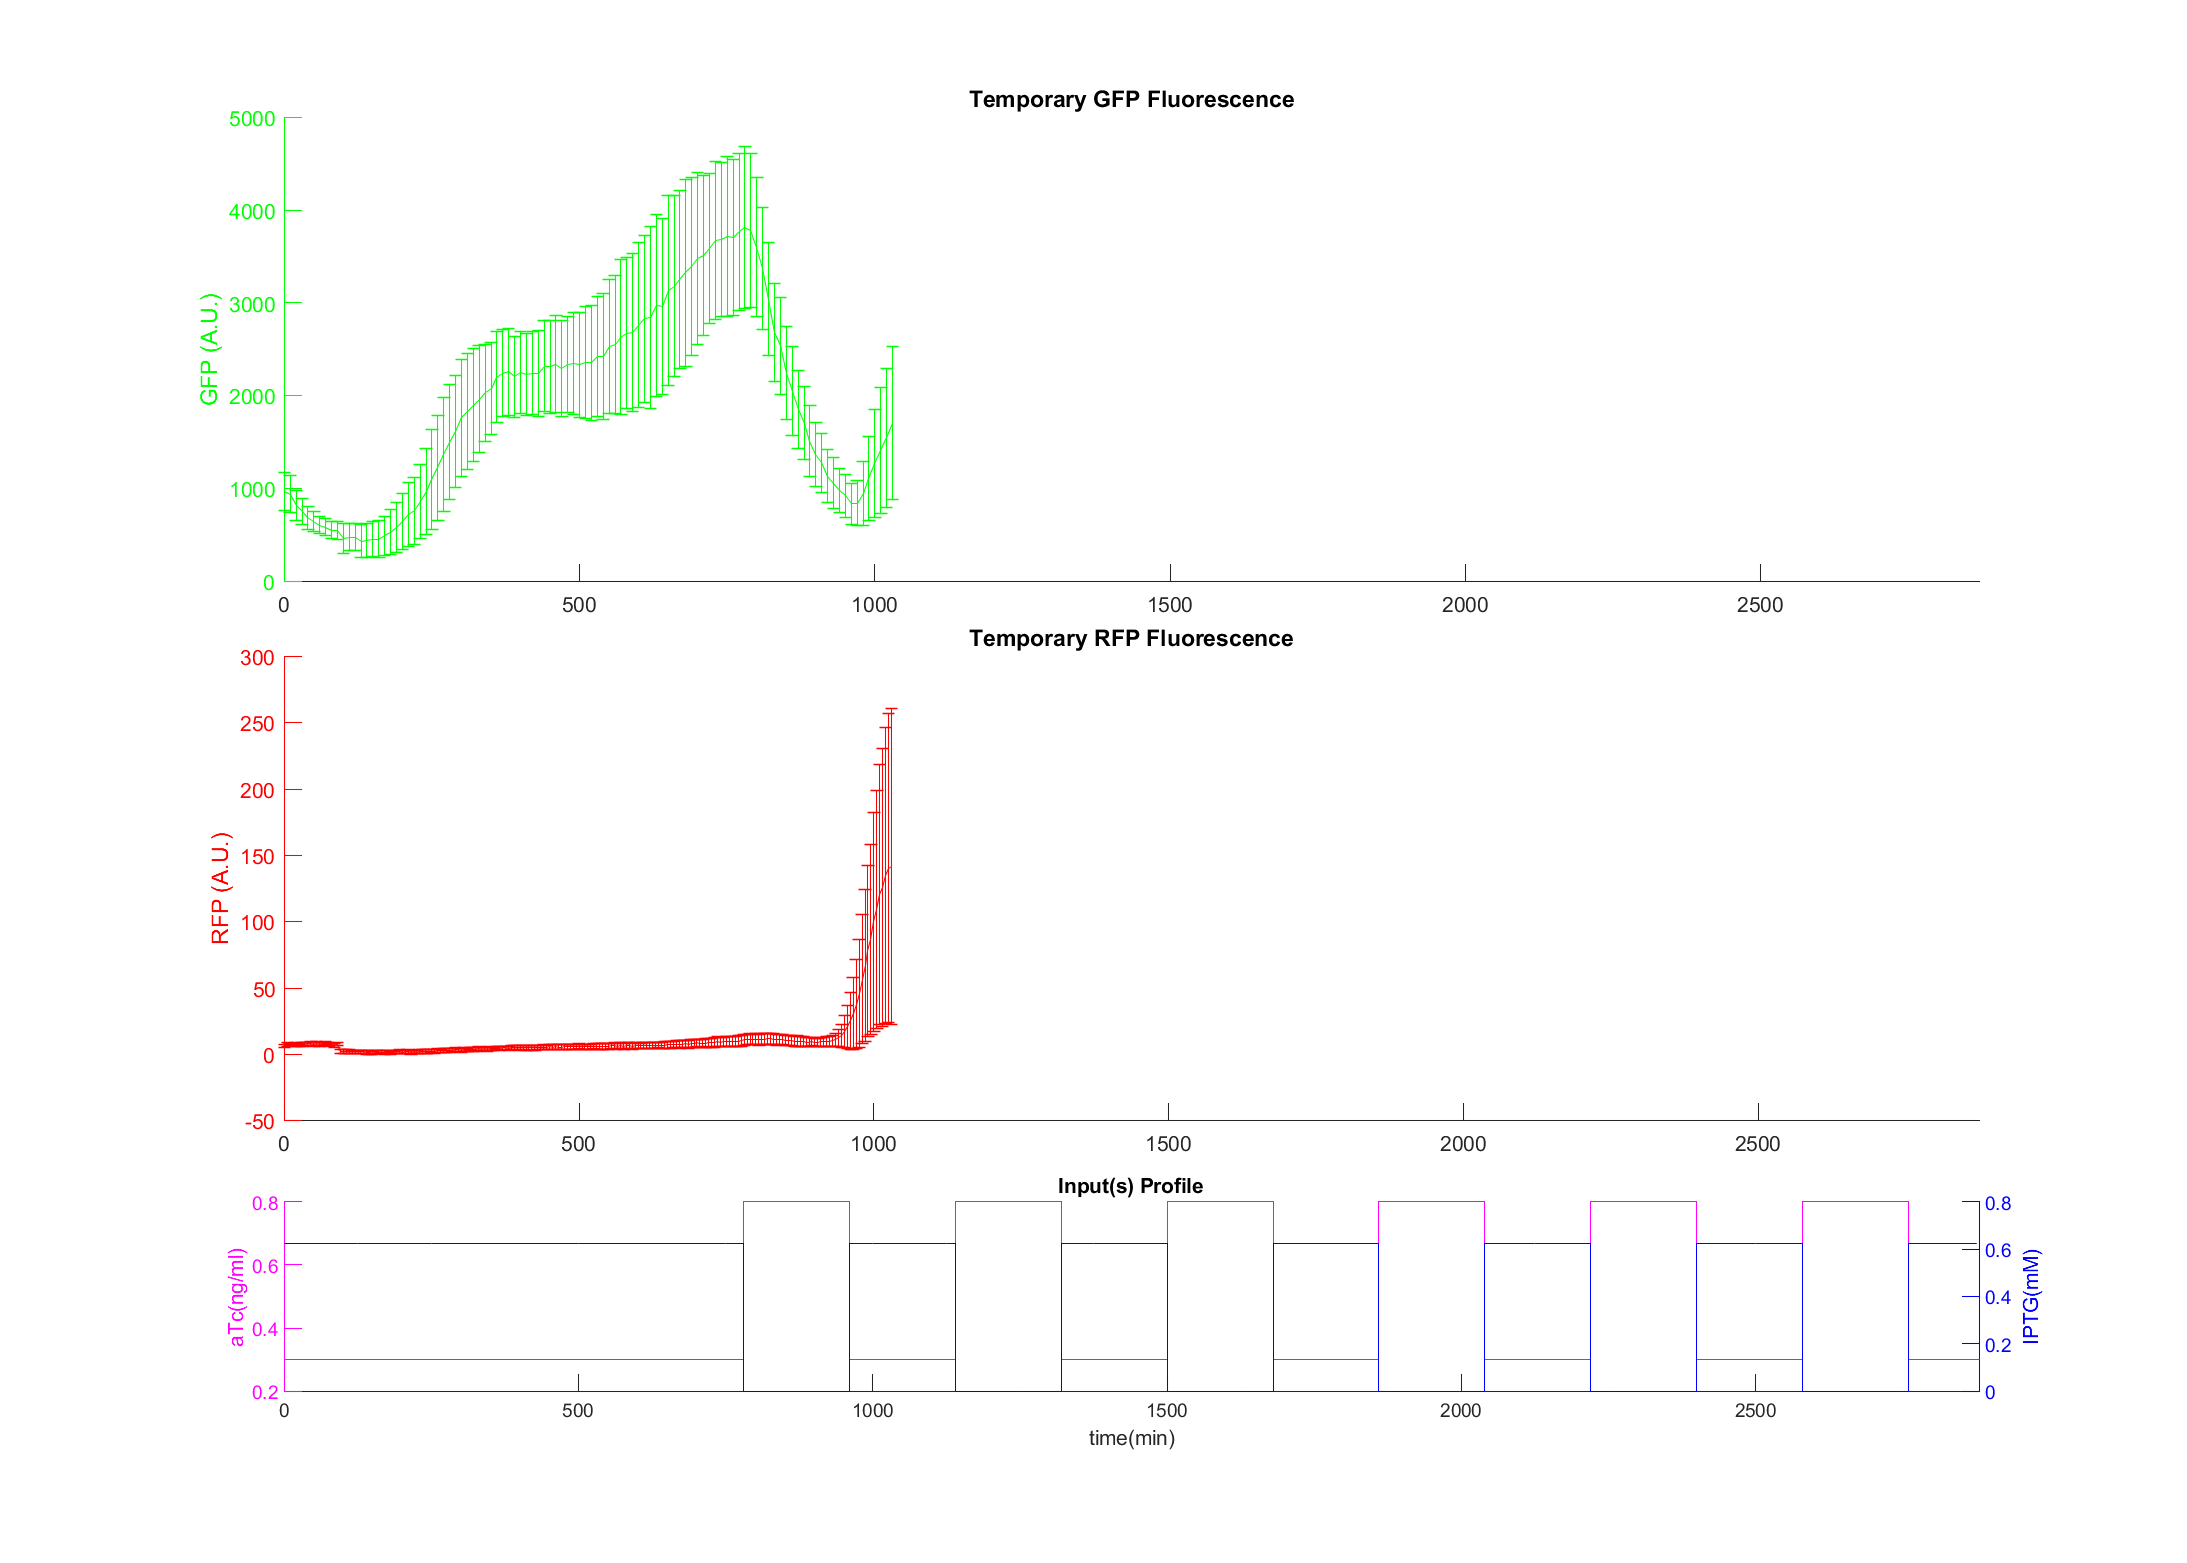 Temporary GFP Fluorescence
5000
4000
3000
2000
1000
0
GFP (A.U.)
0 500 1000 1500 2000 2500
Temporary RFP Fluorescence
300
250
200
150
100
50
0
-50
RFP (A.U.)
0 500 1000 1500 2000 2500
Input(s) Profile
0.8
0.6
0.4
0.2
aTc(ng/ml)
0.8
0.6
0.4
0.2
0
IPTG(mM)
0 500 1000 1500 2000 2500
time(min)